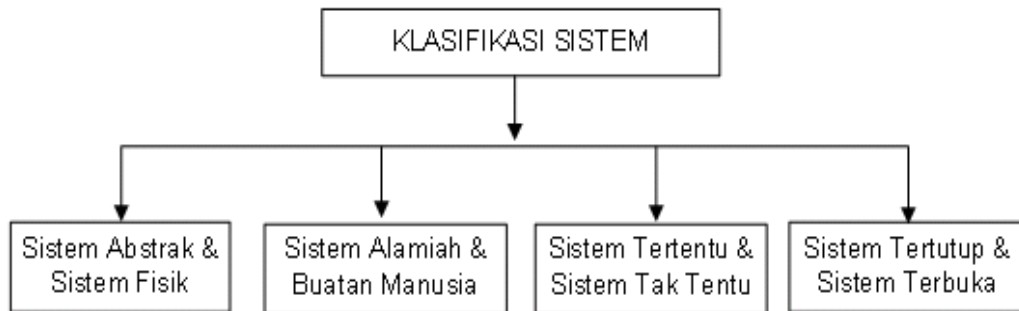 KLASIFIKASI SISTEM
Sistem Abstrak &
Sistem Fisik
Sistem Alamiah &
Buatan Manusia
Sistem Tertentu &
Sistem Tak Tentu
Sistem Tertutup &
Sistem Terbuka